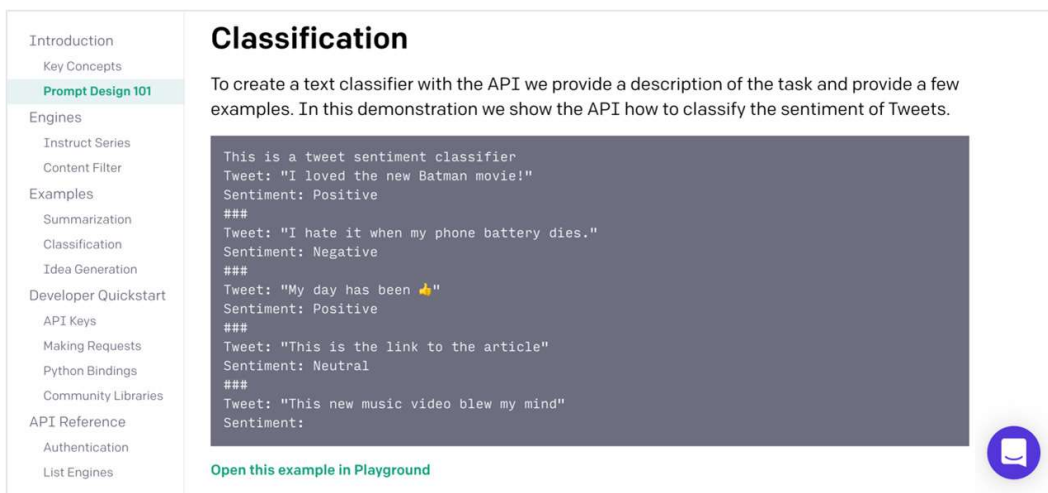 Introduction
Key Concepts
Prompt Design 101
Engines
Instruct Series
Content Filter
Examples
Summarization
Classification
Idea Generation
Developer Quickstart
API Keys
Making Requests
Python Bindings
Community Libraries
API Reference
Authentication
List Engines
Classification
To create a text classifier with the API we provide a description of the task and provide a few
examples. In this demonstration we show the API how to classify the sentiment of Tweets.
This is a tweet sentiment classifier
Tweet: "I loved the new Batman movie!"
Sentiment: Positive
###
Tweet: "I hate it when my phone battery dies."
Sentiment: Negative
###
Tweet: "My day has been 👍"
Sentiment: Positive
###
Tweet: "This is the link to the article"
Sentiment: Neutral
###
Tweet: "This new music video blew my mind"
Sentiment:
Open this example in Playground